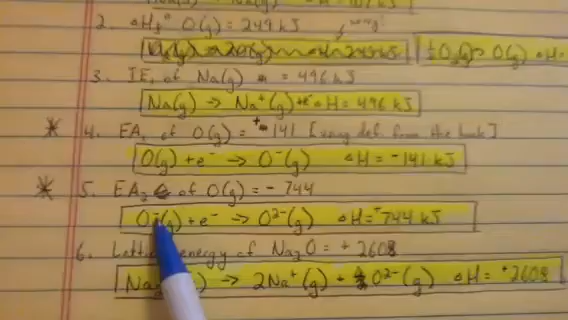 2. ΔHf° O(g) = 249 kJ wrong!
½O₂(g) → O(g) ΔH=
3. IE₁ of Na(g) = 496 kJ
Na(g) → Na⁺(g) + e⁻ ΔH = 496 kJ
* 4. EA₁ of O(g) = +141 [using def. from the book]
O(g) + e⁻ → O⁻(g) ΔH = -141 kJ
* 5. EA₂ of O(g) = -744
O⁻(g) + e⁻ → O²⁻(g) ΔH = +744 kJ
6. Lattice energy of Na₂O = +2608
→ 2Na⁺(g) + O²⁻(g) ΔH = +2608